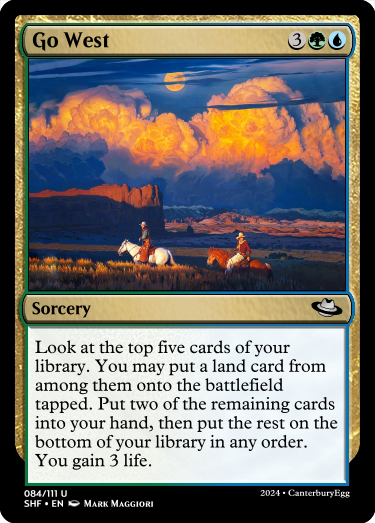 Go West 3
Sorcery
Look at the top five cards of your
library. You may put a land card from
among them onto the battlefield
tapped. Put two of the remaining cards
into your hand, then put the rest on the
bottom of your library in any order.
You gain 3 life.
084/111 U
SHF • EN Mark Maggiori
2024 • CanterburyEgg